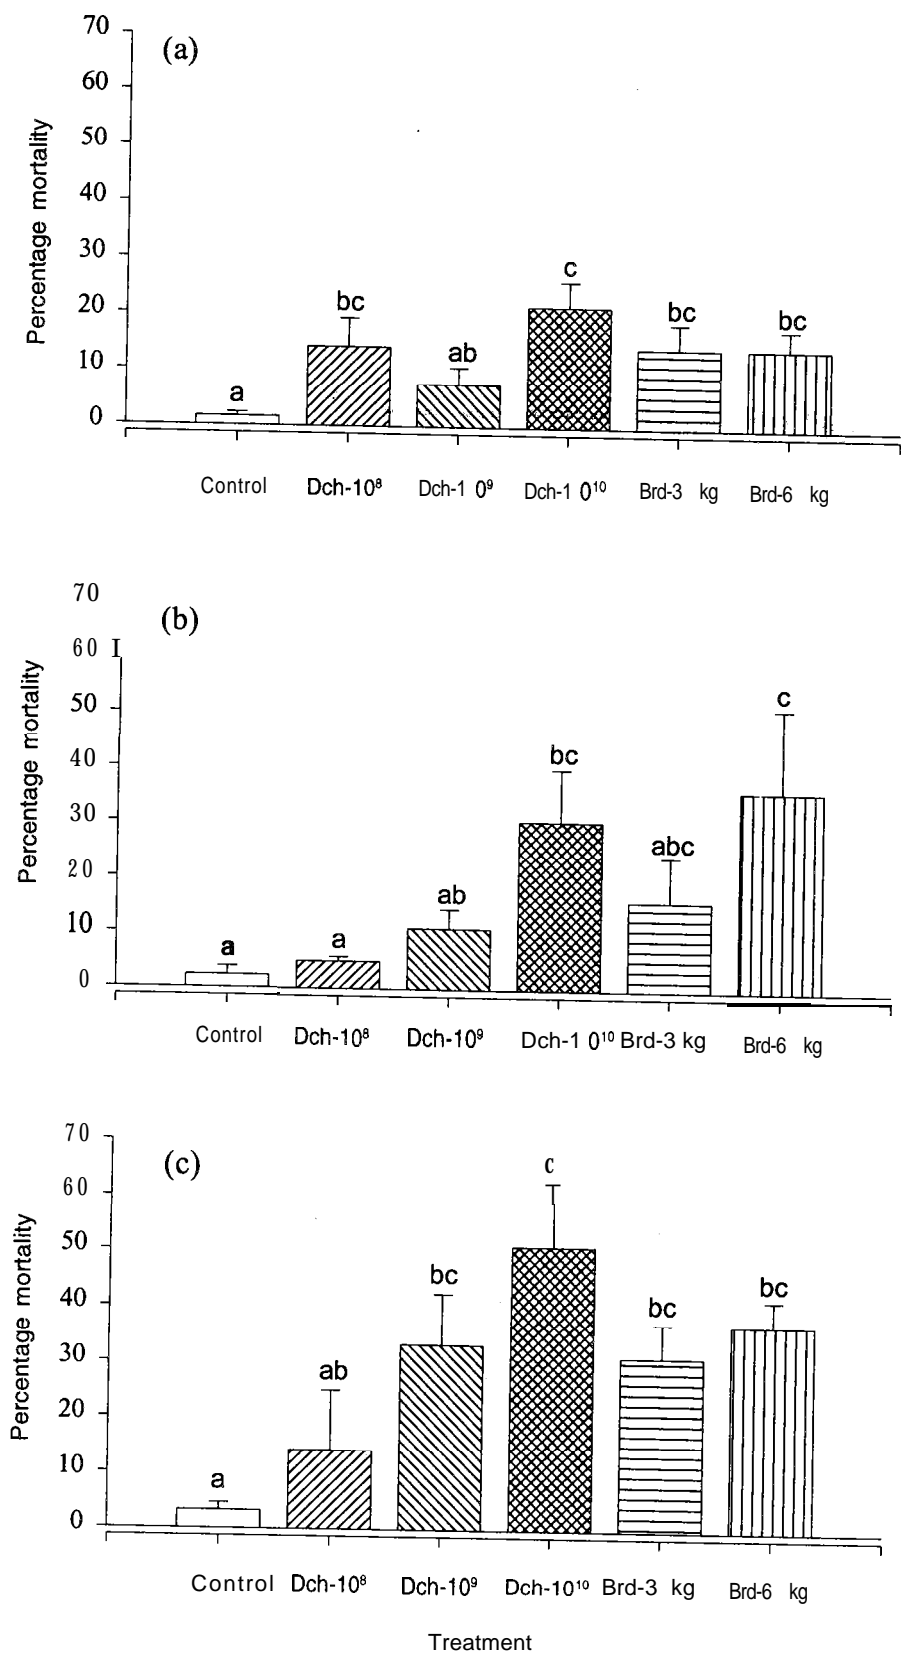 70
(a)
60
50
40
30
20
10
0
Percentage mortality
a
bc
ab
c
bc
bc
Control Dch-10⁸ Dch-1 0⁹ Dch-1 0¹⁰ Brd-3 kg Brd-6 kg
70
(b)
60 I
50
40
30
20
10
0
Percentage mortality
a
a
ab
bc
abc
c
Control Dch-10⁸ Dch-10⁹ Dch-1 0¹⁰ Brd-3 kg Brd-6 kg
70
(c)
60
50
40
30
20
10
0
Percentage mortality
a
ab
bc
c
bc
bc
Control Dch-10⁸ Dch-10⁹ Dch-10¹⁰ Brd-3 kg Brd-6 kg
Treatment